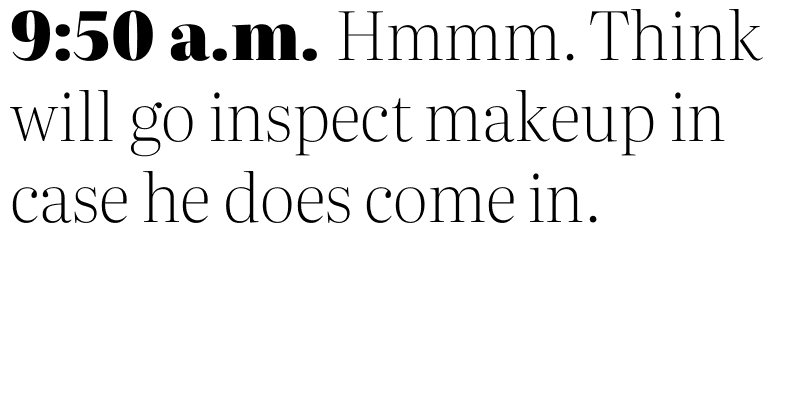 9:50 a.m. Hmmm. Think
will go inspect makeup in
case he does come in.